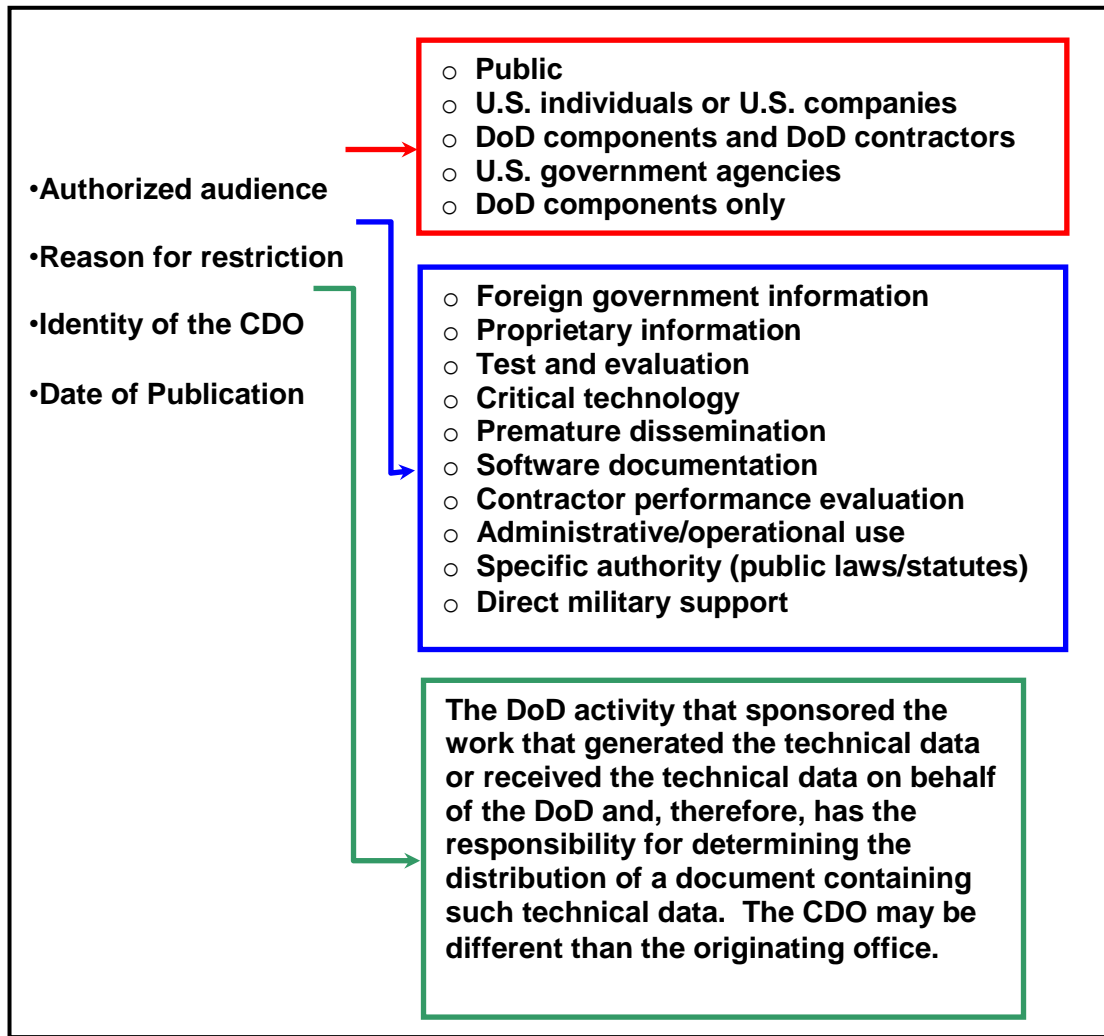 •Authorized audience
•Reason for restriction
•Identity of the CDO
•Date of Publication
o Public
o U.S. individuals or U.S. companies
o DoD components and DoD contractors
o U.S. government agencies
o DoD components only
o Foreign government information
o Proprietary information
o Test and evaluation
o Critical technology
o Premature dissemination
o Software documentation
o Contractor performance evaluation
o Administrative/operational use
o Specific authority (public laws/statutes)
o Direct military support
The DoD activity that sponsored the
work that generated the technical data
or received the technical data on behalf
of the DoD and, therefore, has the
responsibility for determining the
distribution of a document containing
such technical data.  The CDO may be
different than the originating office.